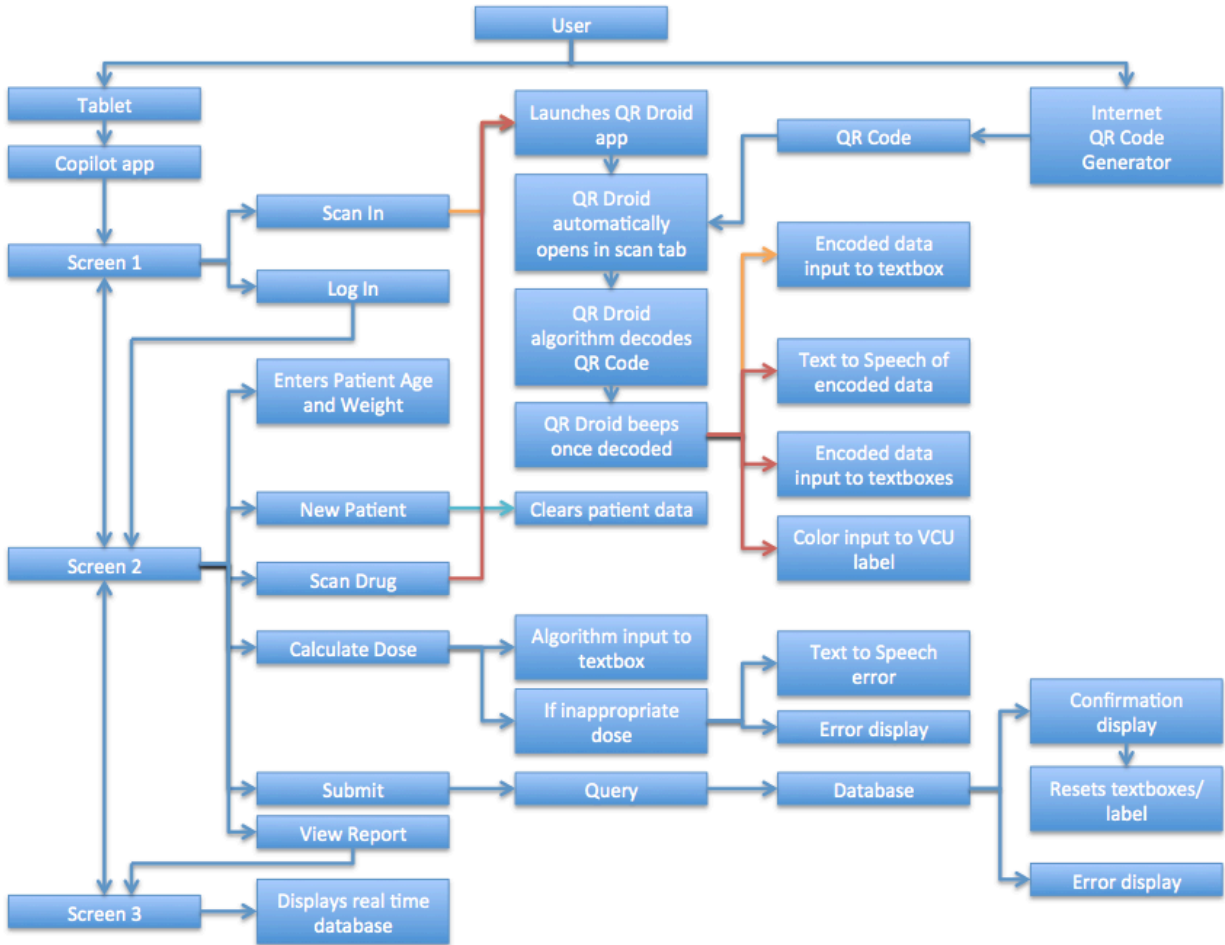 User
Tablet
Copilot app
Screen 1
Screen 2
Screen 3
Scan In
Log In
Enters Patient Age
and Weight
New Patient
Scan Drug
Calculate Dose
Submit
View Report
Displays real time
database
Launches QR Droid
app
QR Droid
automatically
opens in scan tab
QR Droid
algorithm decodes
QR Code
QR Droid beeps
once decoded
Clears patient data
Algorithm input to
textbox
If inappropriate
dose
Query
QR Code
Encoded data
input to textbox
Text to Speech of
encoded data
Encoded data
input to textboxes
Color input to VCU
label
Text to Speech
error
Error display
Database
Internet
QR Code
Generator
Confirmation
display
Resets textboxes/
label
Error display